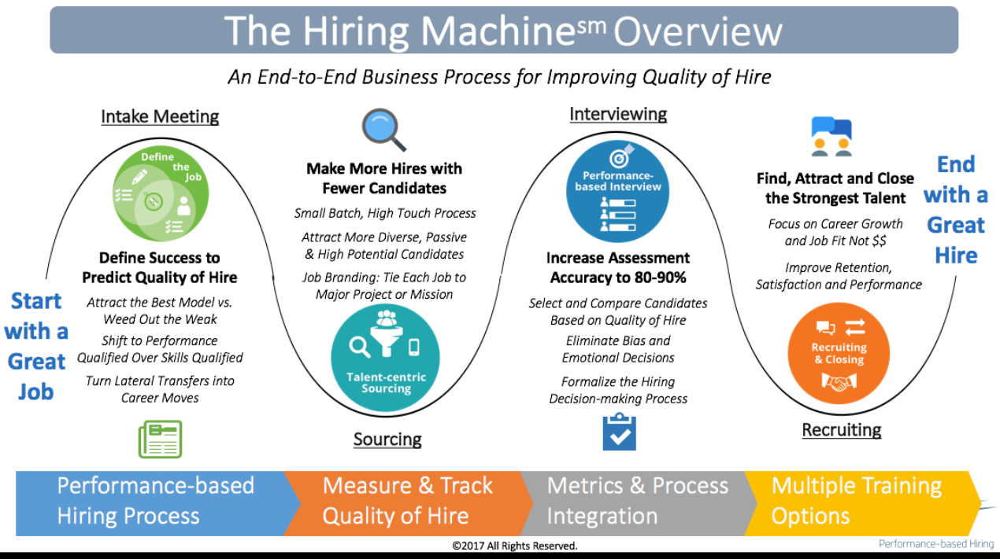 The Hiring Machinesm Overview
An End-to-End Business Process for Improving Quality of Hire
Start
with a
Great
Job
Intake Meeting
Define
the
Job
Define Success to
Predict Quality of Hire
Attract the Best Model vs.
Weed Out the Weak
Shift to Performance
Qualified Over Skills Qualified
Turn Lateral Transfers into
Career Moves
Make More Hires with
Fewer Candidates
Small Batch, High Touch Process
Attract More Diverse, Passive
& High Potential Candidates
Job Branding: Tie Each Job to
Major Project or Mission
Talent-centric
Sourcing
Sourcing
Interviewing
Performance-
based Interview
Increase Assessment
Accuracy to 80-90%
Select and Compare Candidates
Based on Quality of Hire
Eliminate Bias and
Emotional Decisions
Formalize the Hiring
Decision-making Process
Find, Attract and Close
the Strongest Talent
Focus on Career Growth
and Job Fit Not $$
Improve Retention,
Satisfaction and Performance
Recruiting
& Closing
Recruiting
End
with a
Great
Hire
Performance-based
Hiring Process
Measure & Track
Quality of Hire
Metrics & Process
Integration
Multiple Training
Options
©2017 All Rights Reserved.
Performance-based Hiring